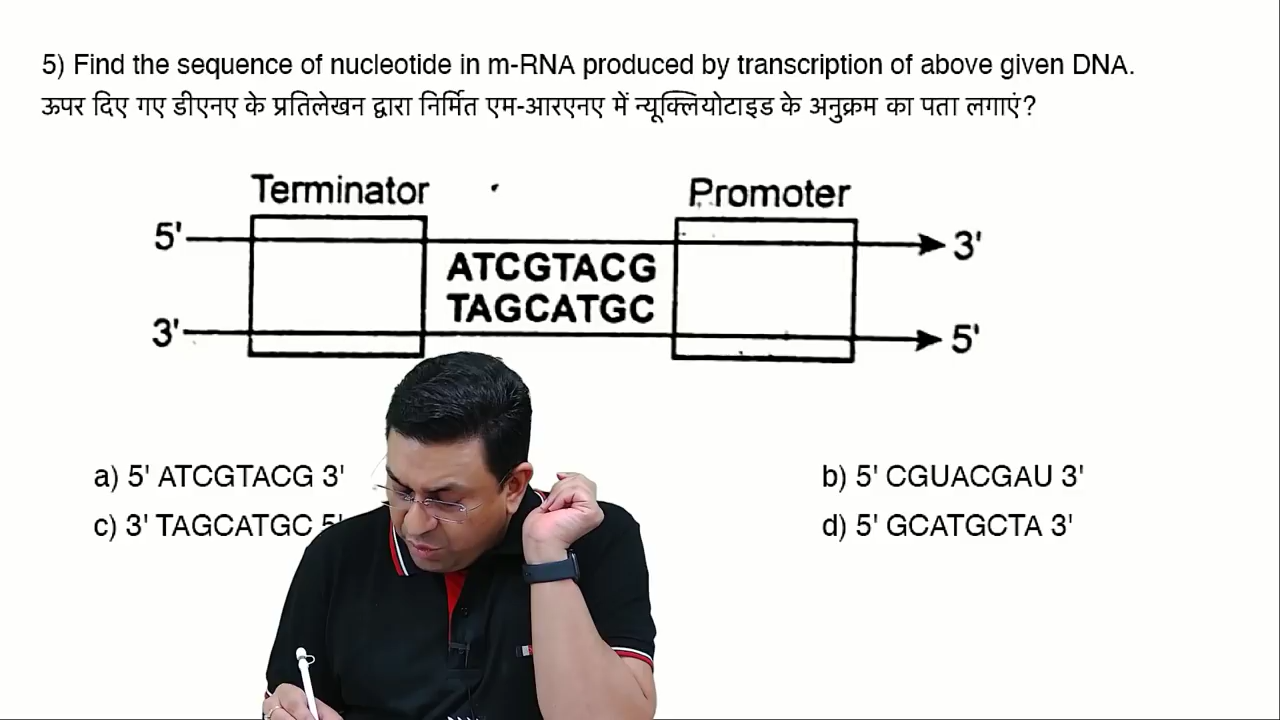 5) Find the sequence of nucleotide in m-RNA produced by transcription of above given DNA.
ऊपर दिए गए डीएनए के प्रतिलेखन द्वारा निर्मित एम-आरएनए में न्यूक्लियोटाइड के अनुक्रम का पता लगाएं?
Terminator Promoter
5' 3'
ATCGTACG
TAGCATGC
3' 5'
a) 5' ATCGTACG 3' b) 5' CGUACGAU 3'
c) 3' TAGCATGC 5' d) 5' GCATGCTA 3'